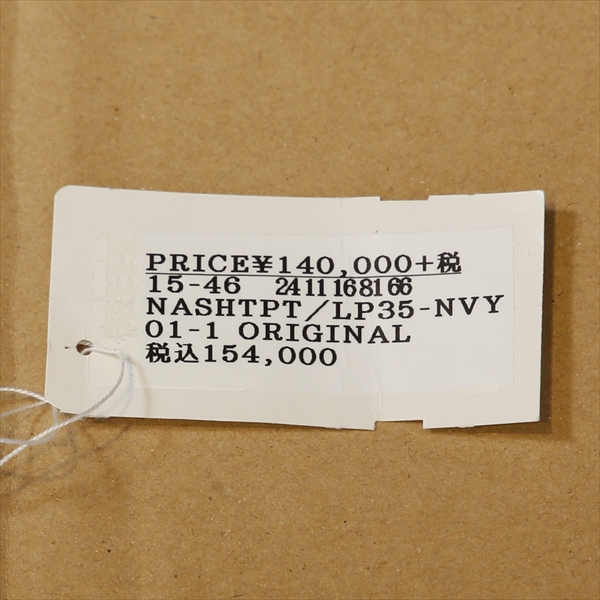 PRICE¥140,000+税
15-46 2411168166
NASHTPT/LP35-NVY
01-1 ORIGINAL
税込154,000